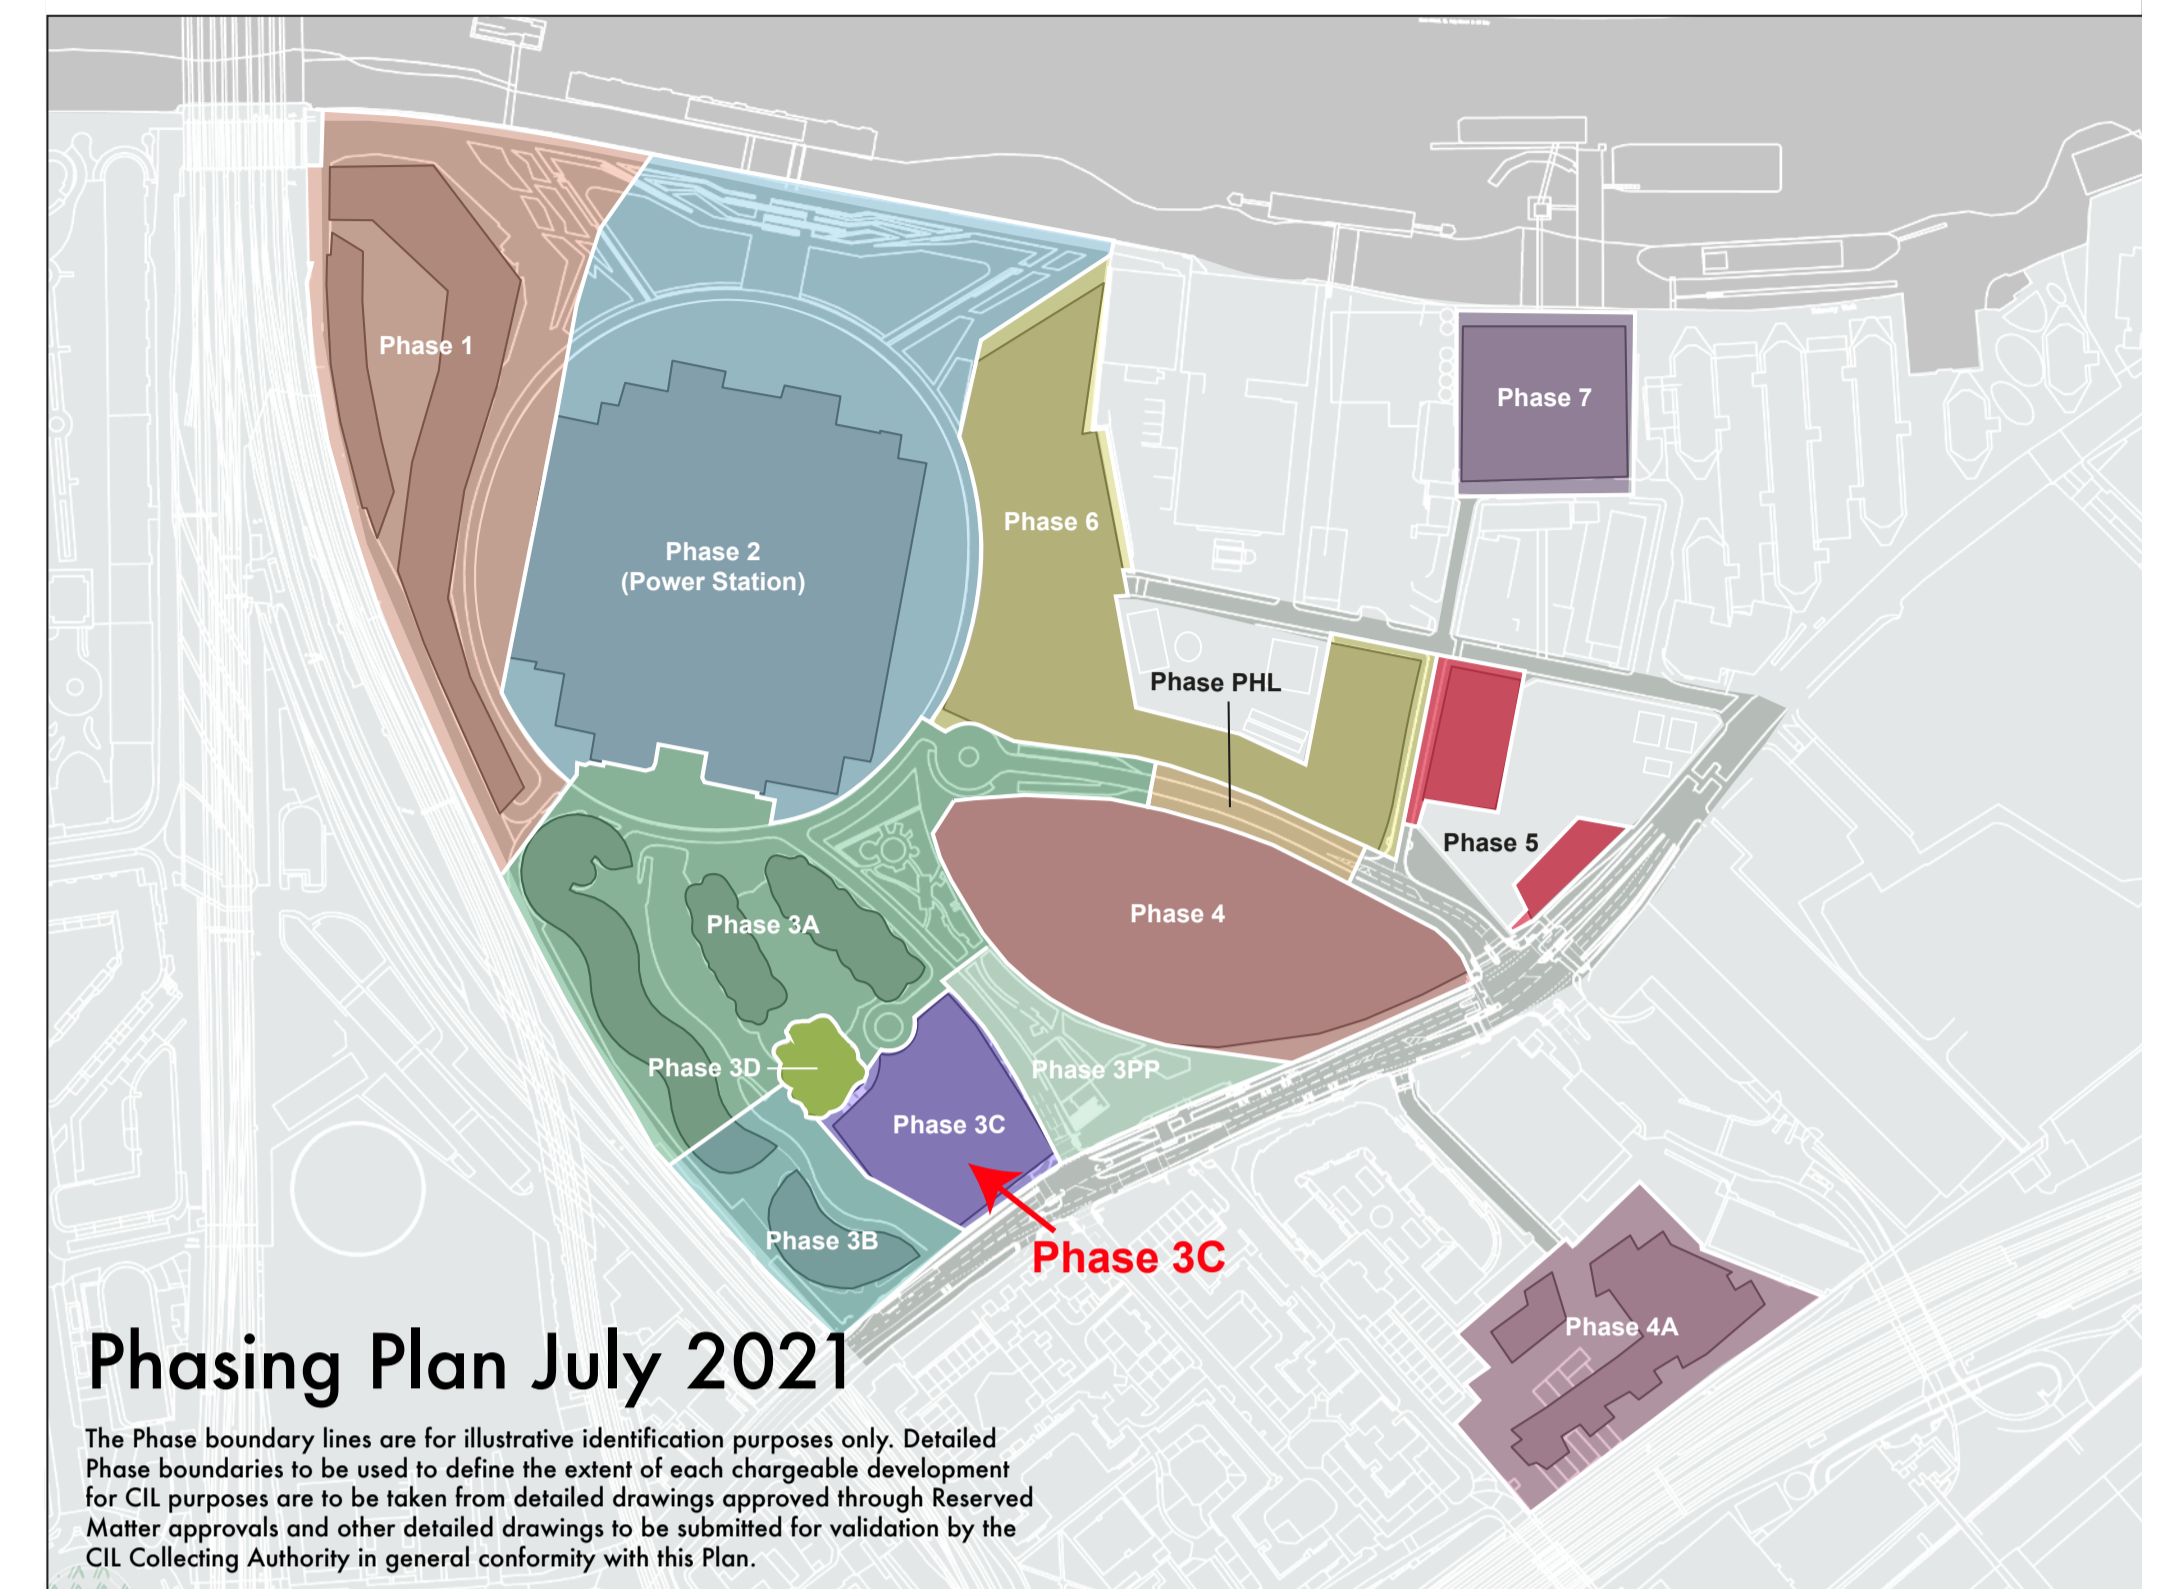 Phase 1
Phase 7
Phase 6
Phase 2
(Power Station)
Phase PHL
Phase 5
Phase 4
Phase 3A
Phase 3D
Phase 3PP
Phase 3C
Phase 3B
Phase 3C
Phase 4A
Phasing Plan July 2021
The Phase boundary lines are for illustrative identification purposes only. Detailed
Phase boundaries to be used to define the extent of each chargeable development
for CIL purposes are to be taken from detailed drawings approved through Reserved
Matter approvals and other detailed drawings to be submitted for validation by the
CIL Collecting Authority in general conformity with this Plan.